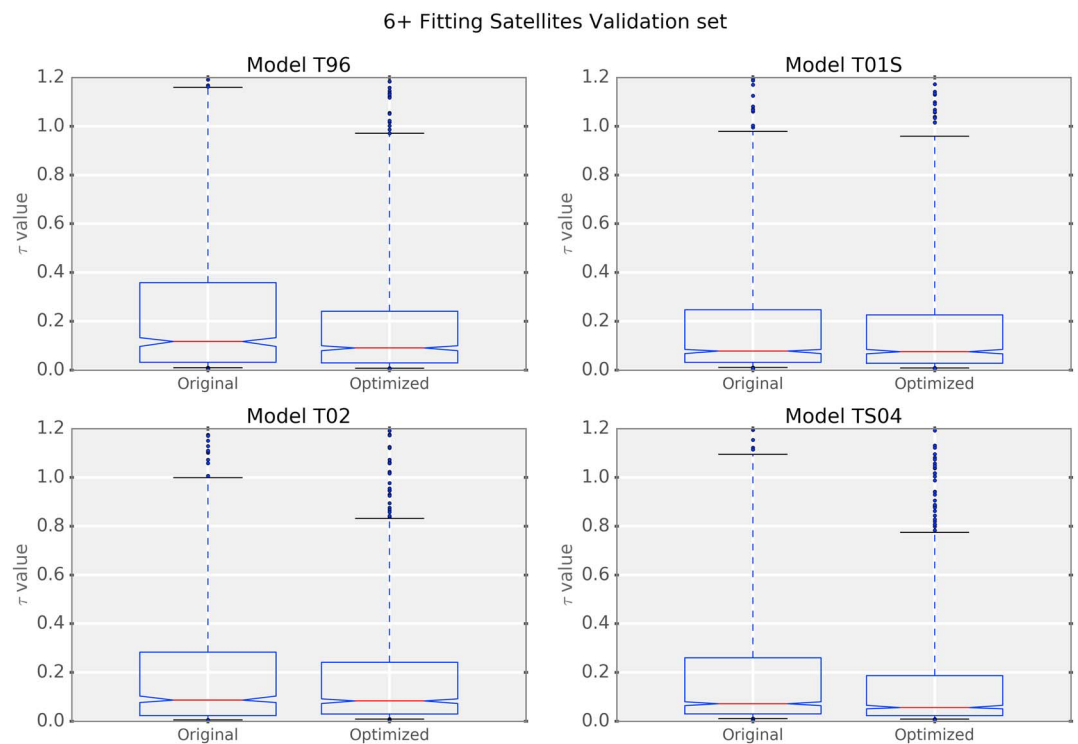 6+ Fitting Satellites Validation set
Model T96
1.2
1.0
0.8
0.6
0.4
0.2
0.0
τ value
Original
Optimized
Model T01S
1.2
1.0
0.8
0.6
0.4
0.2
0.0
τ value
Original
Optimized
Model T02
1.2
1.0
0.8
0.6
0.4
0.2
0.0
τ value
Original
Optimized
Model TS04
1.2
1.0
0.8
0.6
0.4
0.2
0.0
τ value
Original
Optimized